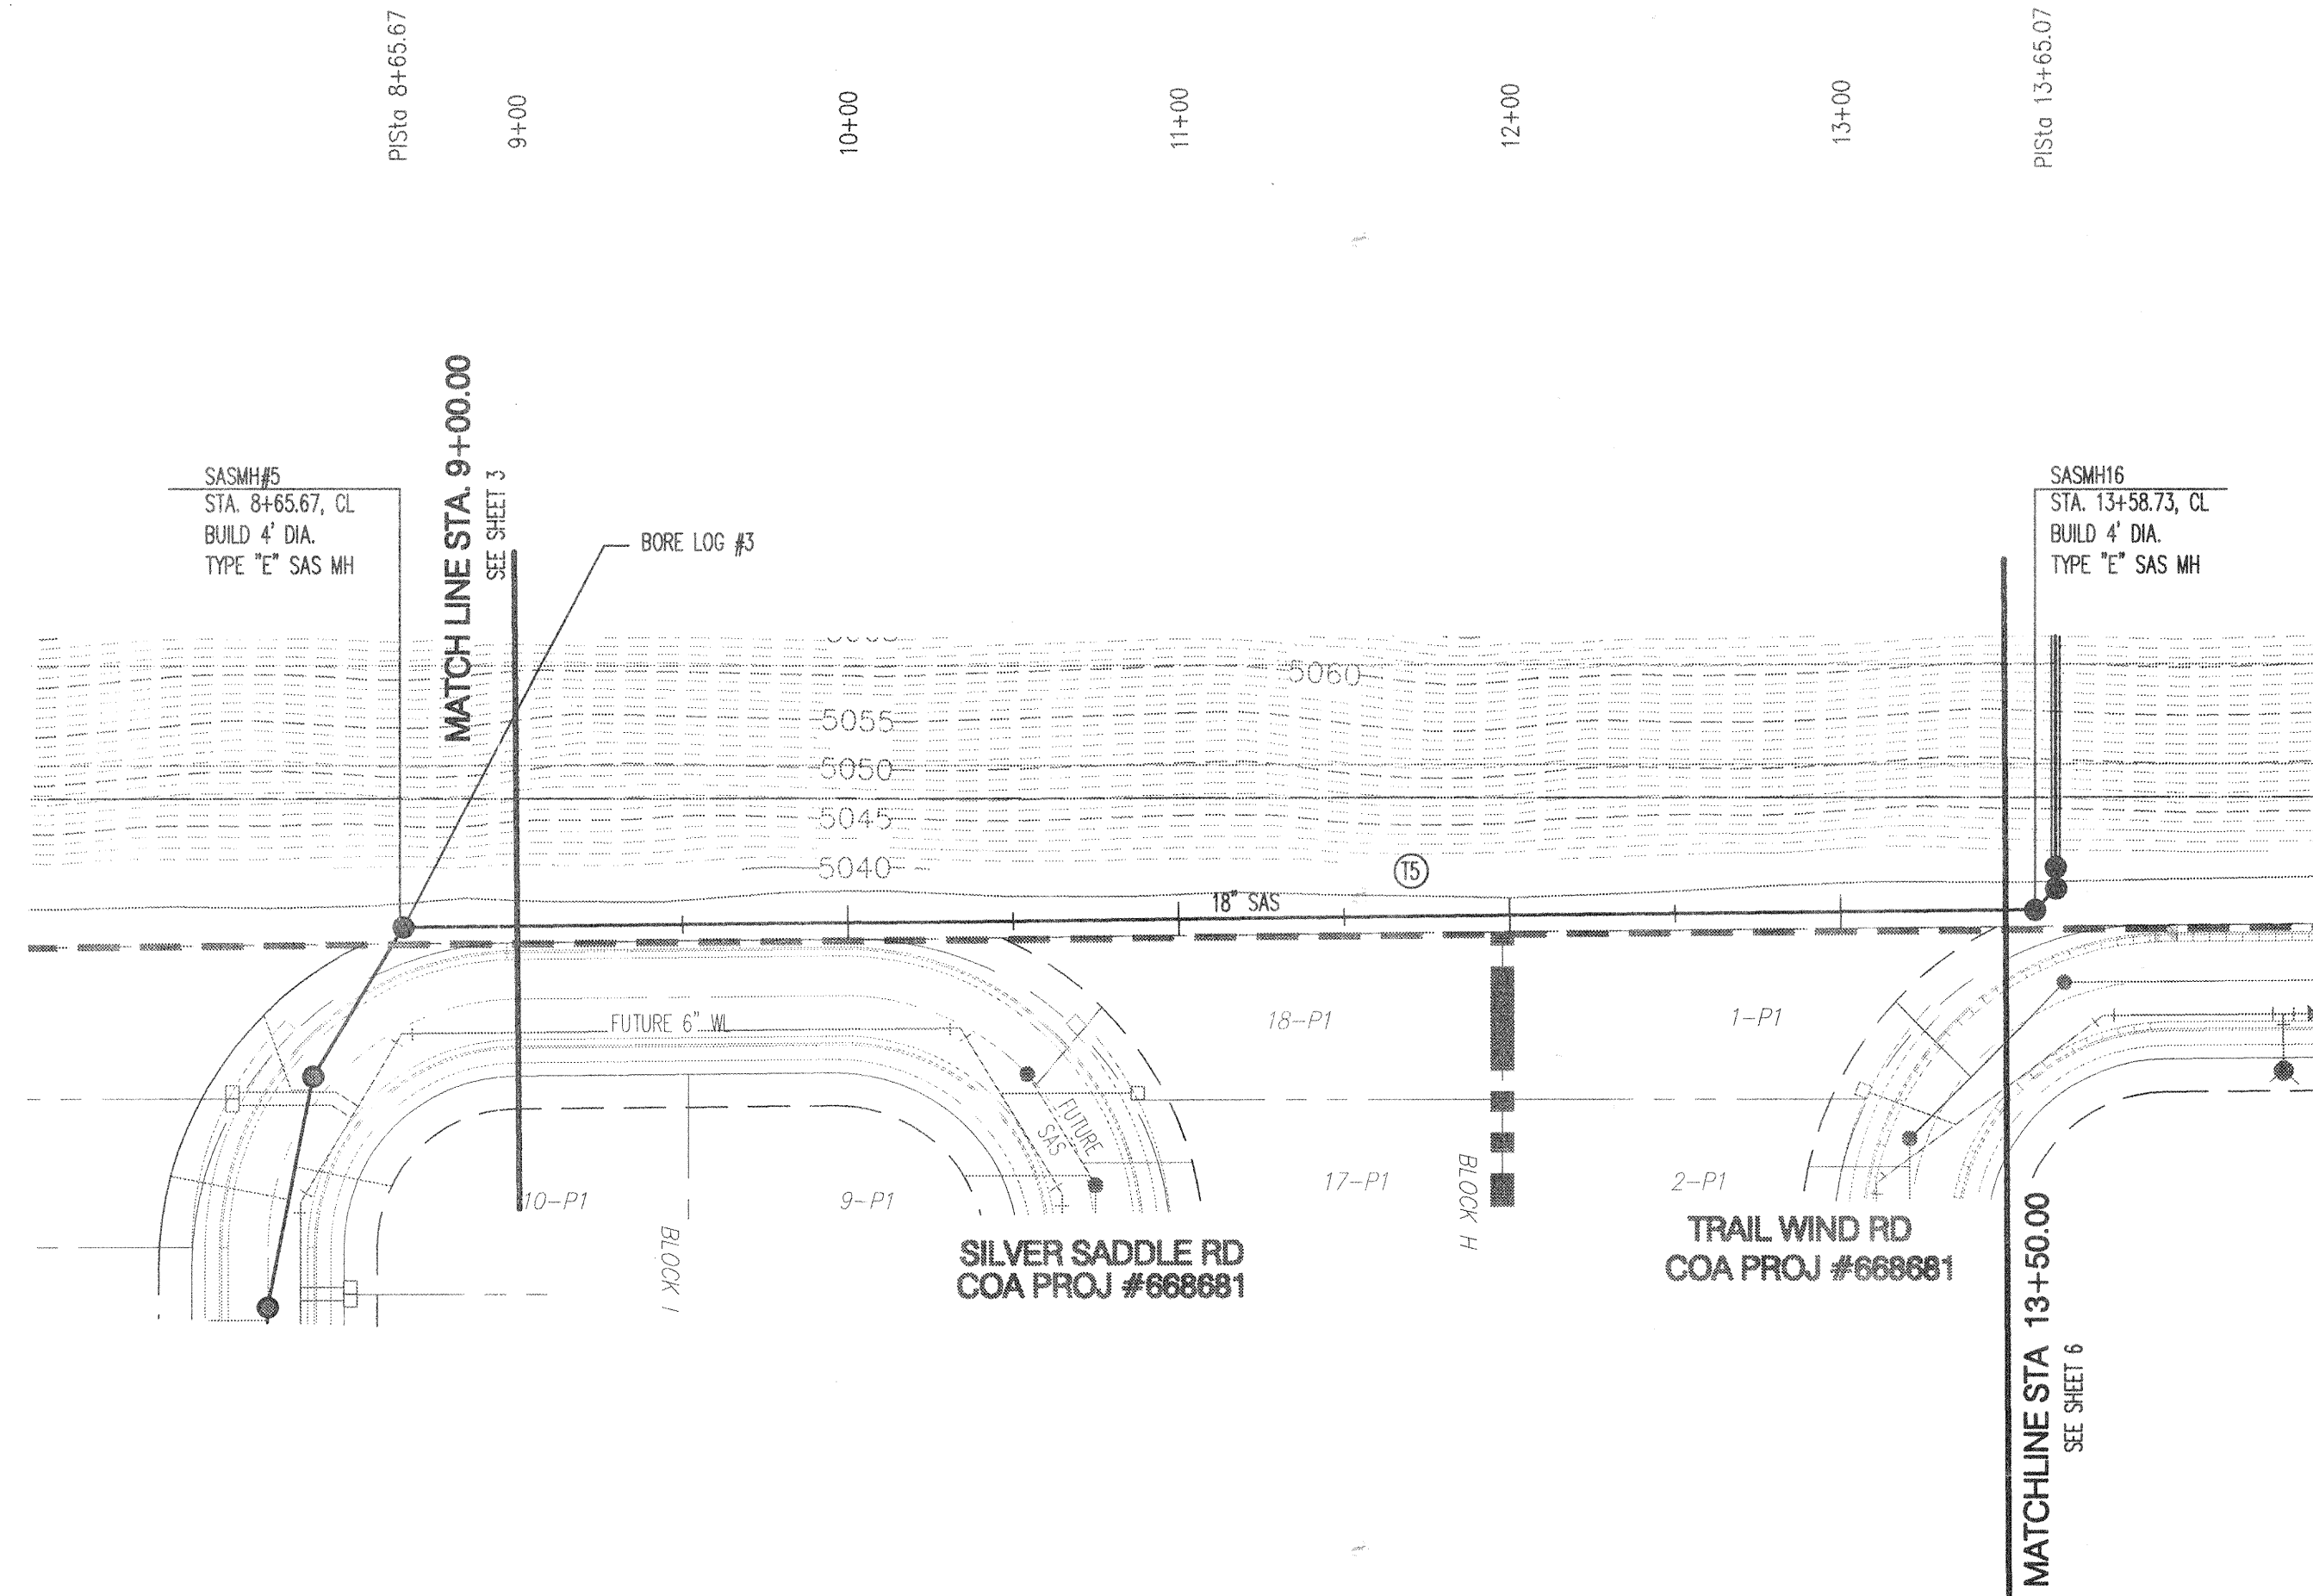 PISta 8+65.67
9+00
10+00
11+00
12+00
13+00
PISta 13+65.07
MATCH LINE STA. 9+00.00
SEE SHEET 3
SASMH#5
STA. 8+65.67, CL
BUILD 4' DIA.
TYPE "E" SAS MH
BORE LOG #3
SASMH16
STA. 13+58.73, CL
BUILD 4' DIA.
TYPE "E" SAS MH
5060
5055
5050
5045
5040
T5
18" SAS
FUTURE 6" WL
18-P1
1-P1
FUTURE
SAS
10-P1
9-P1
17-P1
2-P1
BLOCK I
BLOCK H
SILVER SADDLE RD
COA PROJ #668681
TRAIL WIND RD
COA PROJ #668681
MATCHLINE STA 13+50.00
SEE SHEET 6